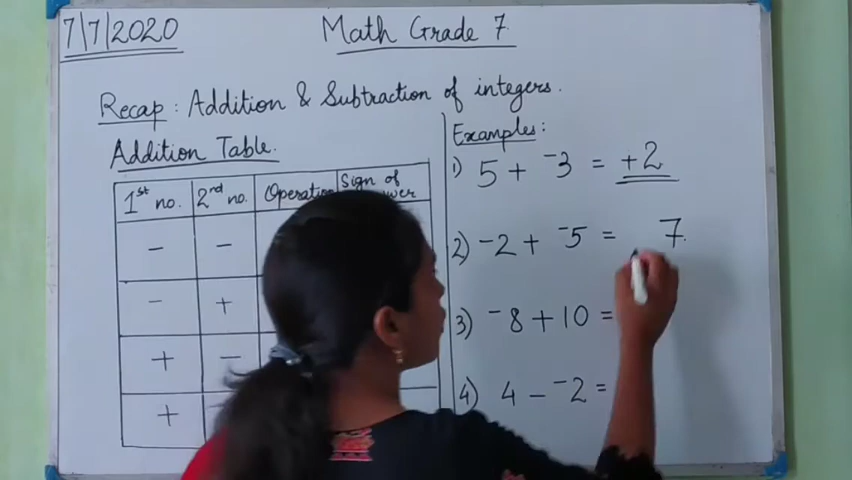 7/7/2020
Math Grade 7
Recap: Addition & Subtraction of integers.
Addition Table.
1st no. 2nd no. Operation Sign of
− −
− +
+ −
+
Examples:
1) 5 + ⁻3 = +2
2) ⁻2 + ⁻5 = 7
3) ⁻8 + 10 =
4) 4 − ⁻2 =